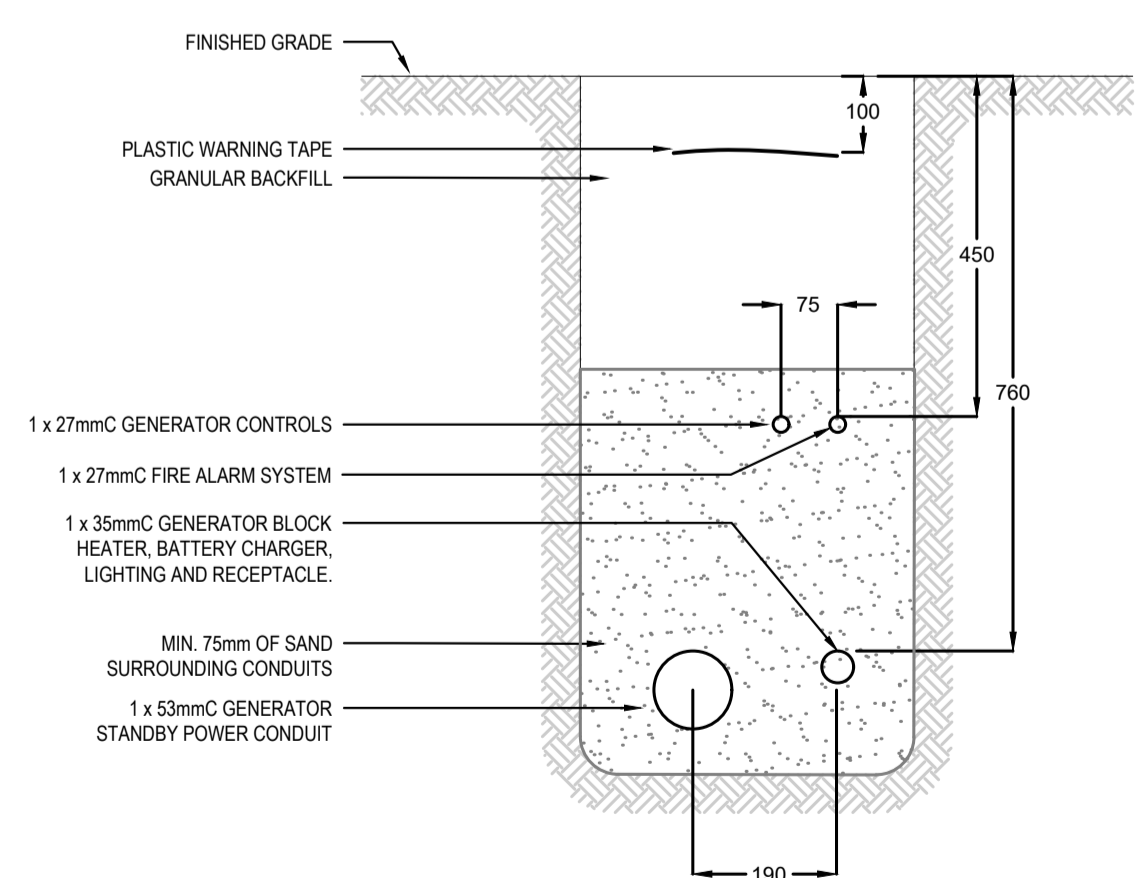 FINISHED GRADE
100
PLASTIC WARNING TAPE
GRANULAR BACKFILL
450
75
760
1 x 27mmC GENERATOR CONTROLS
1 x 27mmC FIRE ALARM SYSTEM
1 x 35mmC GENERATOR BLOCK
HEATER, BATTERY CHARGER,
LIGHTING AND RECEPTACLE.
MIN. 75mm OF SAND
SURROUNDING CONDUITS
1 x 53mmC GENERATOR
STANDBY POWER CONDUIT
190